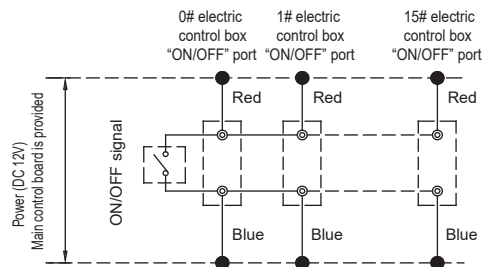 0# electric
control box
“ON/OFF” port
1# electric
control box
“ON/OFF” port
15# electric
control box
“ON/OFF” port
Red
Red
Red
Power (DC 12V)
Main control board is provided
ON/OFF signal
Blue
Blue
Blue